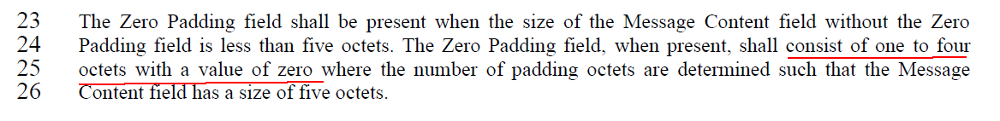 23 The Zero Padding field shall be present when the size of the Message Content field without the Zero
24 Padding field is less than five octets. The Zero Padding field, when present, shall consist of one to four
25 octets with a value of zero where the number of padding octets are determined such that the Message
26 Content field has a size of five octets.